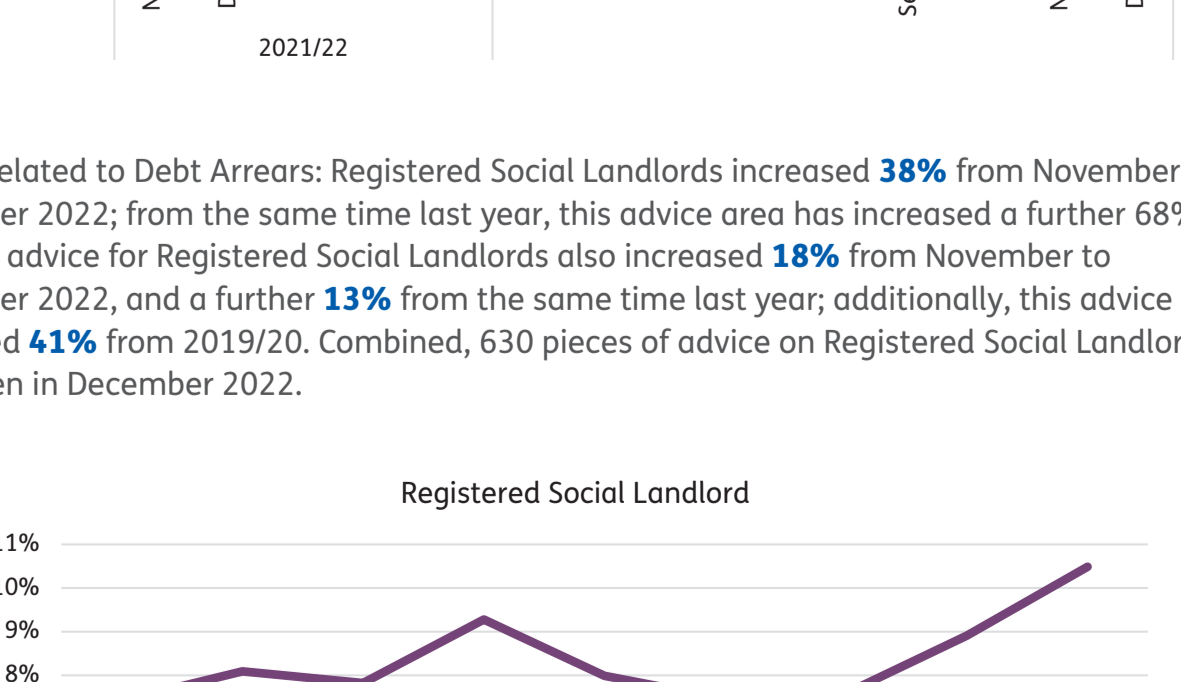 2021/22
elated to Debt Arrears: Registered Social Landlords increased 38% from November
er 2022; from the same time last year, this advice area has increased a further 68%
advice for Registered Social Landlords also increased 18% from November to
er 2022, and a further 13% from the same time last year; additionally, this advice
ed 41% from 2019/20. Combined, 630 pieces of advice on Registered Social Landlor
en in December 2022.
Registered Social Landlord
11%
10%
9%
8%